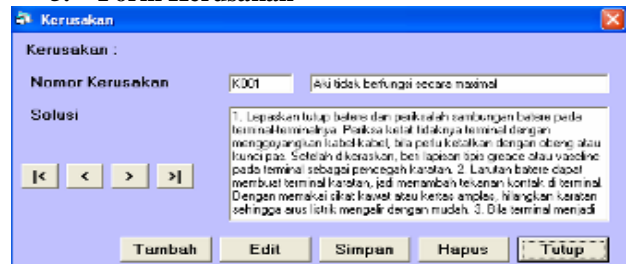 Kerusakan
Kerusakan :
Nomor Kerusakan K001 Aki tidak berfungsi secara maximal
Solusi
1. Lepaskan tutup batere dan periksalah sambungan batere pada
terminal-terminalnya. Periksa ketat tidaknya terminal dengan
menggoyangkan kabel-kabel, bila perlu ketatkan dengan obeng atau
kunci pas. Setelah dikeraskan, beri lapisan tipis greace atau vaseline
pada terminal sebagai pencegah karatan. 2. Larutan batere dapat
membuat terminal karatan, jadi menambah tekanan kontak di terminal.
Dengan memakai sikat kawat atau kertas amplas, hilangkan karatan
sehingga arus listrik mengalir dengan mudah. 3. Bila terminal menjadi
|< < > >|
Tambah Edit Simpan Hapus Tutup